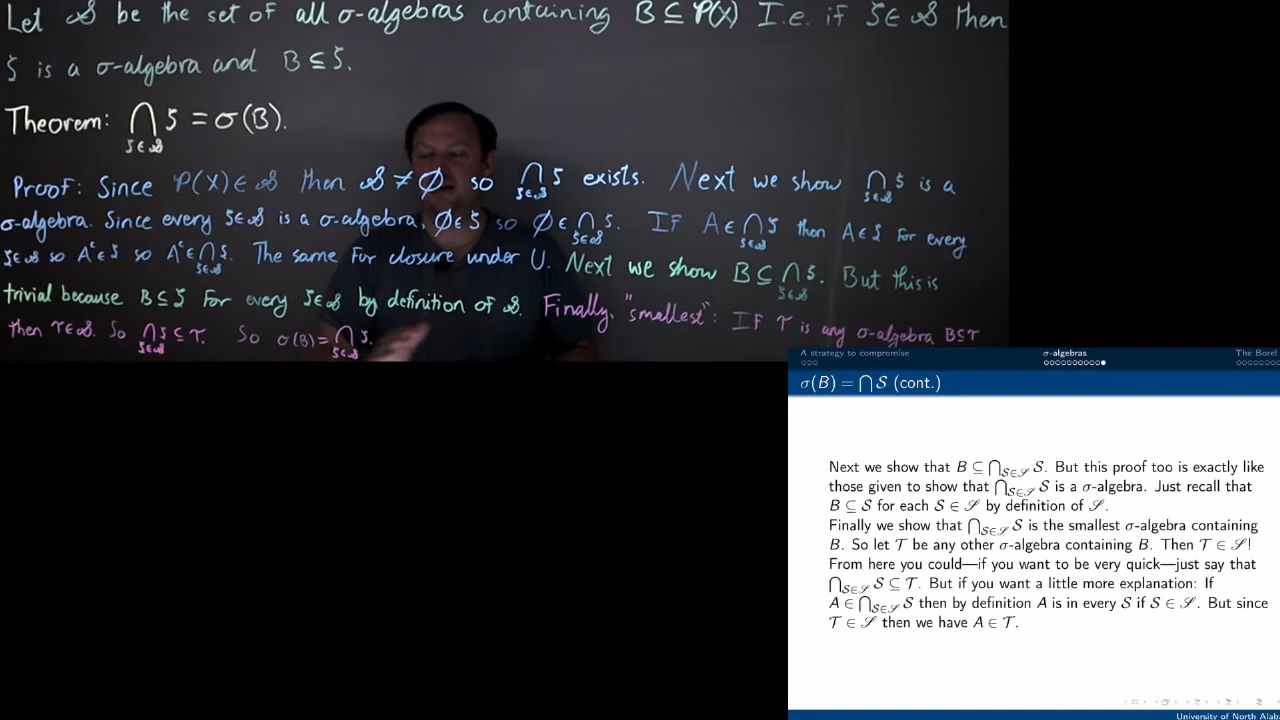 Let 𝒮 be the set of all σ-algebras containing B ⊆ P(X) I.e. if S ∈ 𝒮 then
S is a σ-algebra and B ⊆ S.
Theorem: ⋂_{S∈𝒮} S = σ(B).
Proof: Since P(X) ∈ 𝒮 then 𝒮 ≠ ∅ so ⋂_{S∈𝒮} S exists. Next we show ⋂_{S∈𝒮} S is a
σ-algebra. Since every S∈𝒮 is a σ-algebra, ∅ ∈ S so ∅ ∈ ⋂_{S∈𝒮} S. IF A ∈ ⋂_{S∈𝒮} S then A ∈ S for every
S∈𝒮 so Aᶜ ∈ S so Aᶜ ∈ ⋂_{S∈𝒮} S. The same for closure under U. Next we show B ⊆ ⋂_{S∈𝒮} S. But this is
trivial because B ⊆ S for every S∈𝒮 by definition of 𝒮. Finally, "smallest": IF T is any σ-algebra B⊆T
then T∈𝒮. So ⋂_{S∈𝒮} S ⊆ T. So σ(B) = ⋂_{S∈𝒮} S.
A strategy to compromise σ-algebras The Borel
σ(B) = ⋂ S (cont.)
Next we show that B ⊆ ⋂_{S∈𝒮} S. But this proof too is exactly like
those given to show that ⋂_{S∈𝒮} S is a σ-algebra. Just recall that
B ⊆ S for each S ∈ 𝒮 by definition of 𝒮.
Finally we show that ⋂_{S∈𝒮} S is the smallest σ-algebra containing
B. So let T be any other σ-algebra containing B. Then T ∈ 𝒮!
From here you could—if you want to be very quick—just say that
⋂_{S∈𝒮} S ⊆ T. But if you want a little more explanation: If
A ∈ ⋂_{S∈𝒮} S then by definition A is in every S if S ∈ 𝒮. But since
T ∈ 𝒮 then we have A ∈ T.
University of North Alab